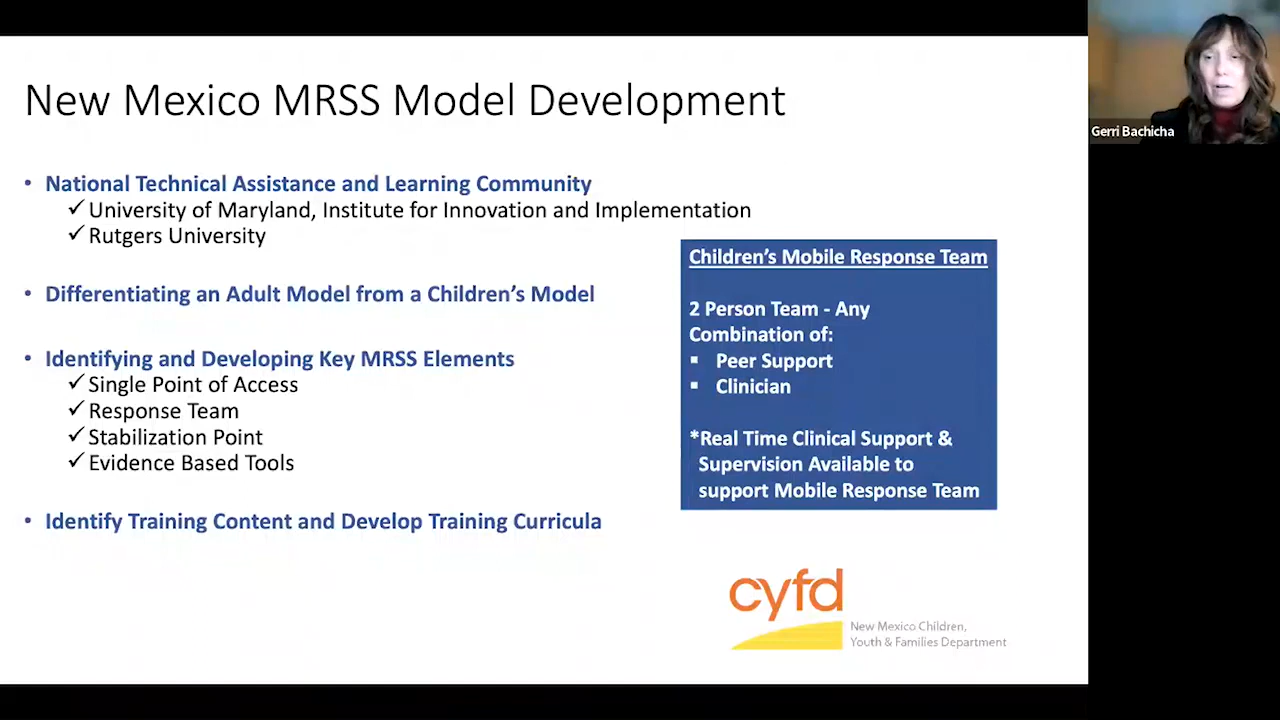 New Mexico MRSS Model Development
• National Technical Assistance and Learning Community
✓ University of Maryland, Institute for Innovation and Implementation
✓ Rutgers University
• Differentiating an Adult Model from a Children's Model
• Identifying and Developing Key MRSS Elements
✓ Single Point of Access
✓ Response Team
✓ Stabilization Point
✓ Evidence Based Tools
• Identify Training Content and Develop Training Curricula
Children's Mobile Response Team
2 Person Team - Any
Combination of:
▪ Peer Support
▪ Clinician
*Real Time Clinical Support &
Supervision Available to
support Mobile Response Team
cyfd
New Mexico Children,
Youth & Families Department
Gerri Bachicha